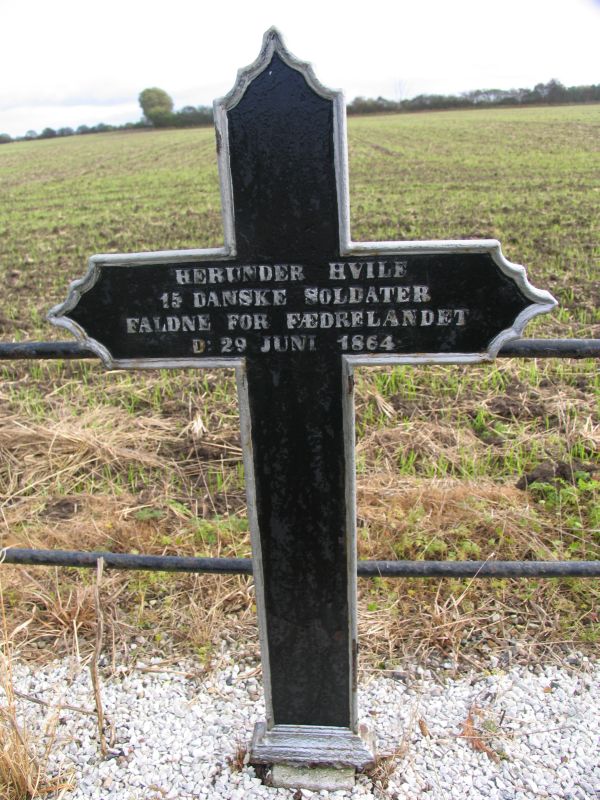 HERUNDER HVILE
15 DANSKE SOLDATER
FALDNE FOR FÆDRELANDET
D: 29 JUNI 1864